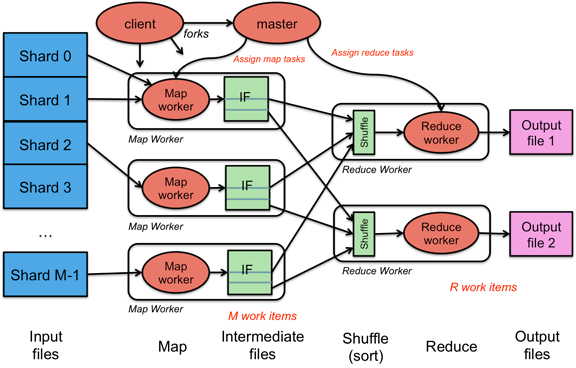 client
master
forks
Assign map tasks
Assign reduce tasks
Shard 0
Shard 1
Shard 2
Shard 3
...
Shard M-1
Map
worker
IF
Map Worker
Map
worker
IF
Map Worker
Map
worker
IF
Map Worker
M work items
Shuffle
Reduce
worker
Reduce Worker
Shuffle
Reduce
worker
Reduce Worker
R work items
Output
file 1
Output
file 2
Input
files
Map
Intermediate
files
Shuffle
(sort)
Reduce
Output
files